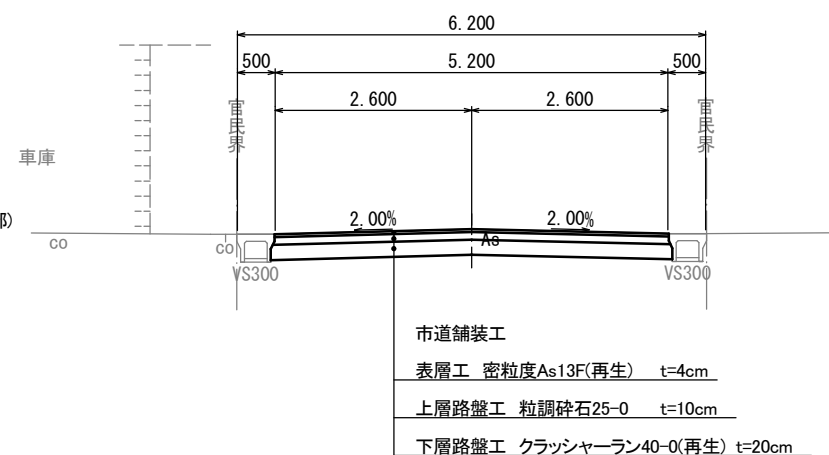 6.200
500 5.200 500
2.600 2.600
官民界 官民界
車庫
部)
2.00% 2.00%
co co As
VS300 VS300
市道舗装工
表層工 密粒度As13F(再生) t=4cm
上層路盤工 粒調砕石25-0 t=10cm
下層路盤工 クラッシャーラン40-0(再生) t=20cm